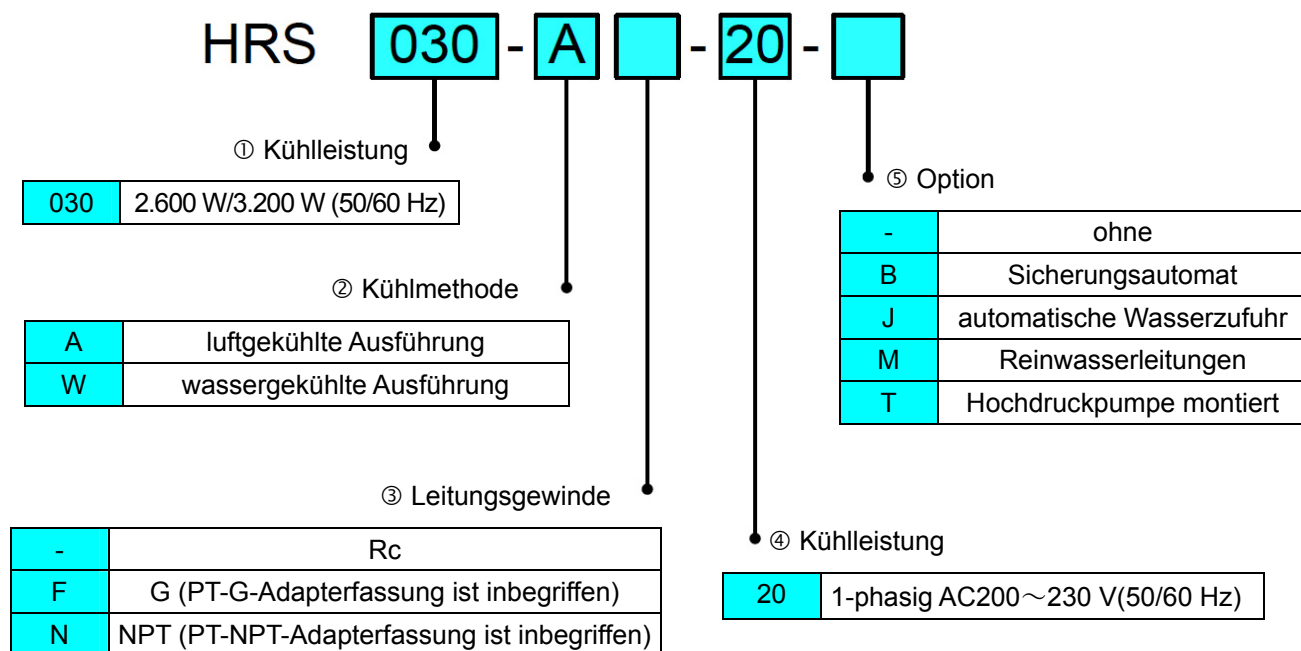 HRS 030 - A - 20 -
① Kühlleistung
030 2.600 W/3.200 W (50/60 Hz)
② Kühlmethode
A luftgekühlte Ausführung
W wassergekühlte Ausführung
③ Leitungsgewinde
- Rc
F G (PT-G-Adapterfassung ist inbegriffen)
N NPT (PT-NPT-Adapterfassung ist inbegriffen)
④ Kühlleistung
20 1-phasig AC200～230 V(50/60 Hz)
⑤ Option
- ohne
B Sicherungsautomat
J automatische Wasserzufuhr
M Reinwasserleitungen
T Hochdruckpumpe montiert